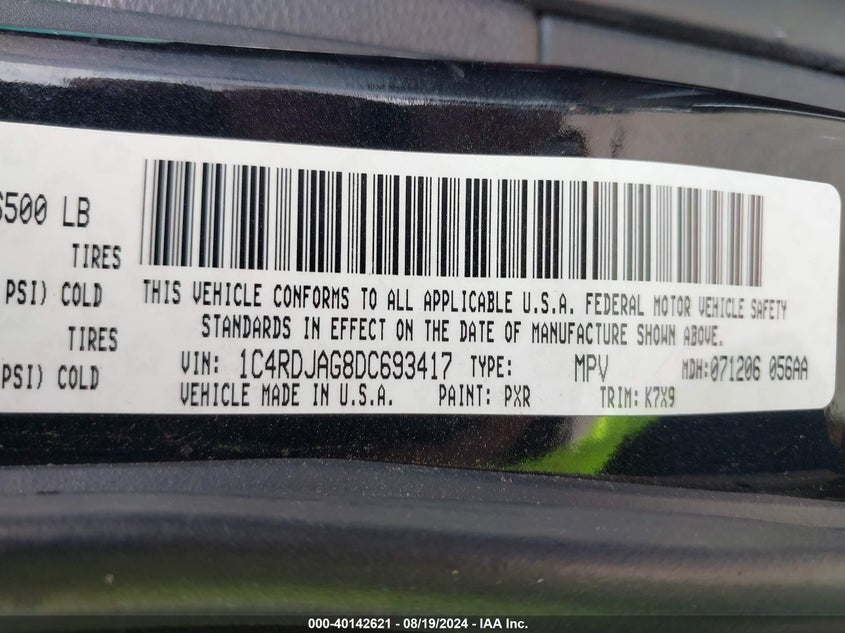 500 LB
TIRES
PSI) COLD
TIRES
PSI) COLD
THIS VEHICLE CONFORMS TO ALL APPLICABLE U.S.A. FEDERAL MOTOR VEHICLE SAFETY
STANDARDS IN EFFECT ON THE DATE OF MANUFACTURE SHOWN ABOVE.
VIN: 1C4RDJAG8DC693417 TYPE: MPV MDH: 071206 056AA
VEHICLE MADE IN U.S.A. PAINT: PXR TRIM: K7X9
000-40142621 - 08/19/2024 - IAA Inc.